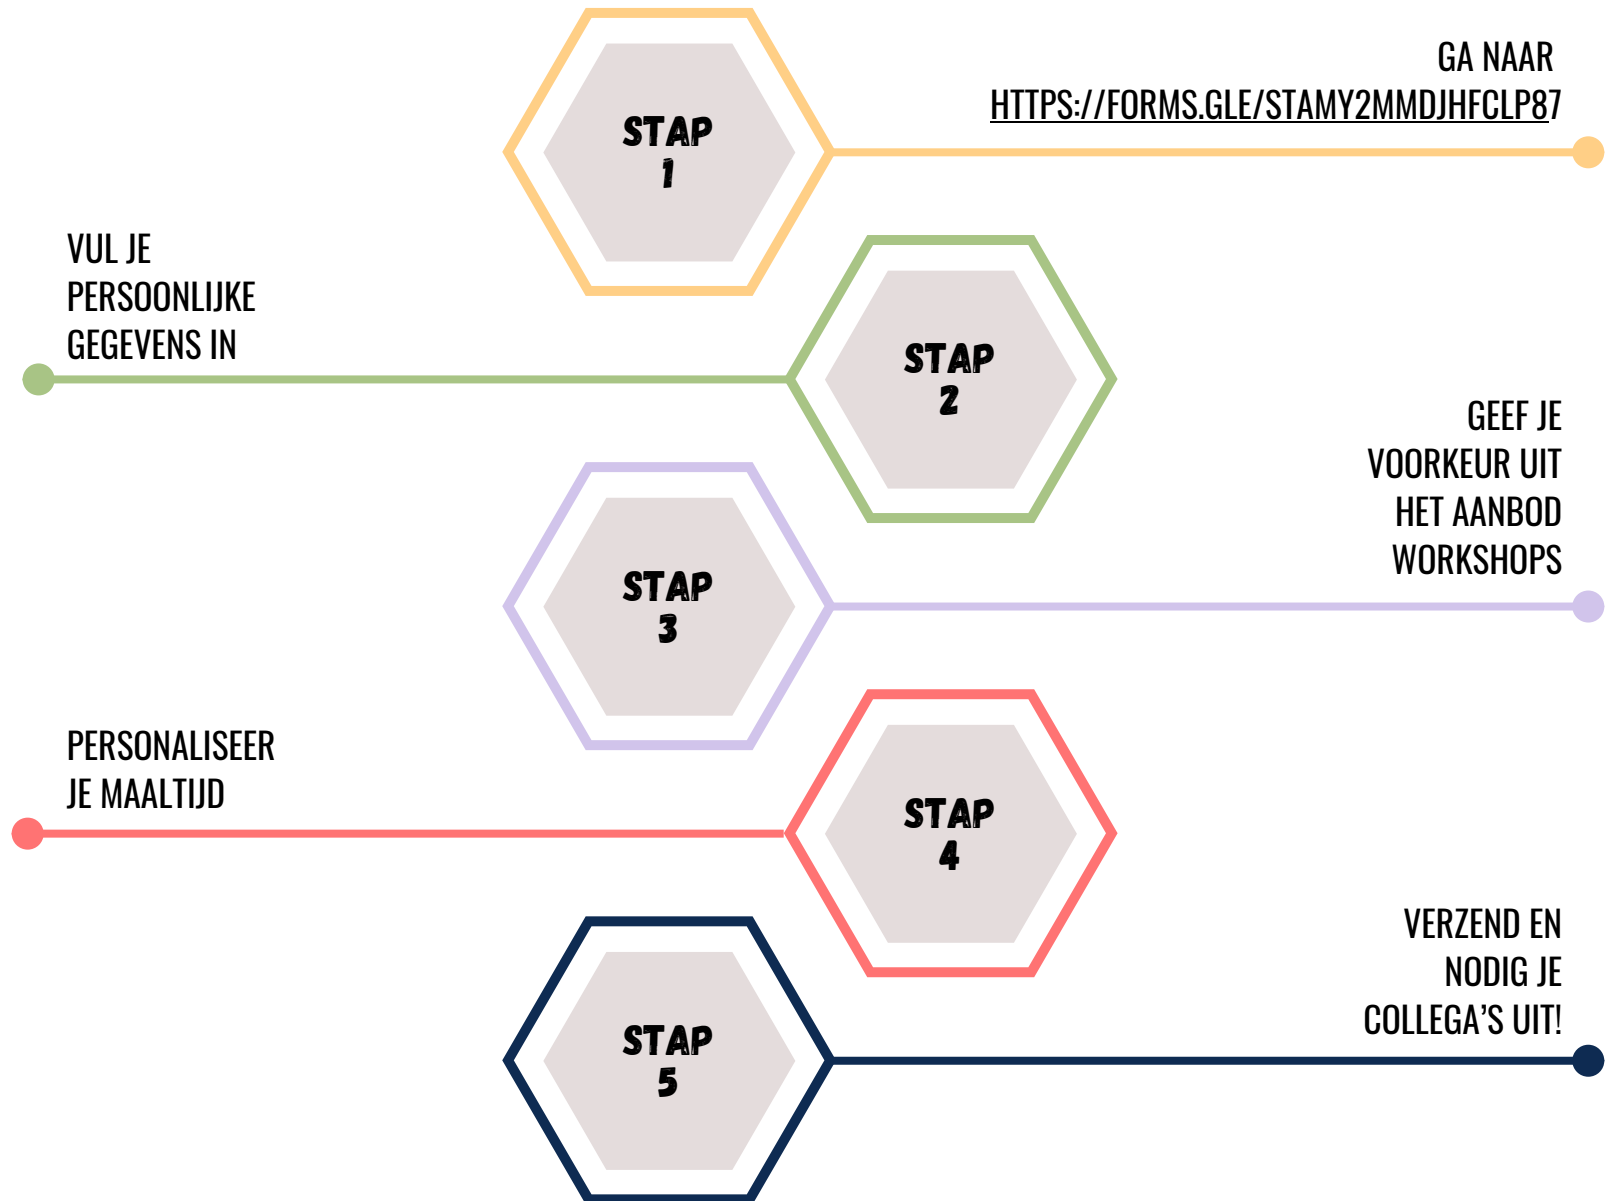 STAP
1
GA NAAR
HTTPS://FORMS.GLE/STAMY2MMDJHFCLP87
VUL JE
PERSOONLIJKE
GEGEVENS IN
STAP
2
STAP
3
GEEF JE
VOORKEUR UIT
HET AANBOD
WORKSHOPS
PERSONALISEER
JE MAALTIJD
STAP
4
STAP
5
VERZEND EN
NODIG JE
COLLEGA'S UIT!